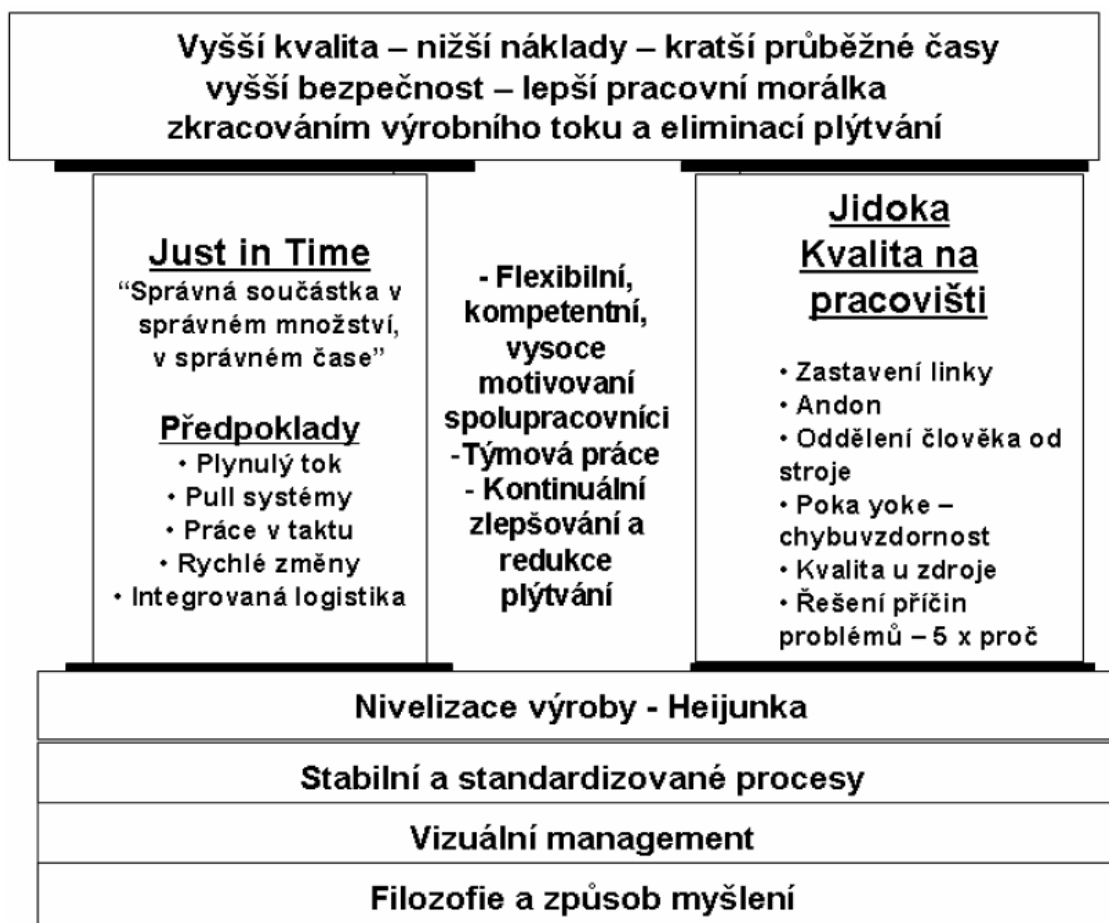 Vyšší kvalita – nižší náklady – kratší průběžné časy
vyšší bezpečnost – lepší pracovní morálka
zkracováním výrobního toku a eliminací plýtvání
Just in Time
“Správná součástka v
správném množství,
v správném čase”
Předpoklady
• Plynulý tok
• Pull systémy
• Práce v taktu
• Rychlé změny
• Integrovaná logistika
- Flexibilní,
kompetentní,
vysoce
motivovaní
spolupracovníci
-Týmová práce
- Kontinuální
zlepšování a
redukce
plýtvání
Jidoka
Kvalita na
pracovišti
• Zastavení linky
• Andon
• Oddělení člověka od
stroje
• Poka yoke –
chybuvzdornost
• Kvalita u zdroje
• Řešení příčin
problémů – 5 x proč
Nivelizace výroby - Heijunka
Stabilní a standardizované procesy
Vizuální management
Filozofie a způsob myšlení